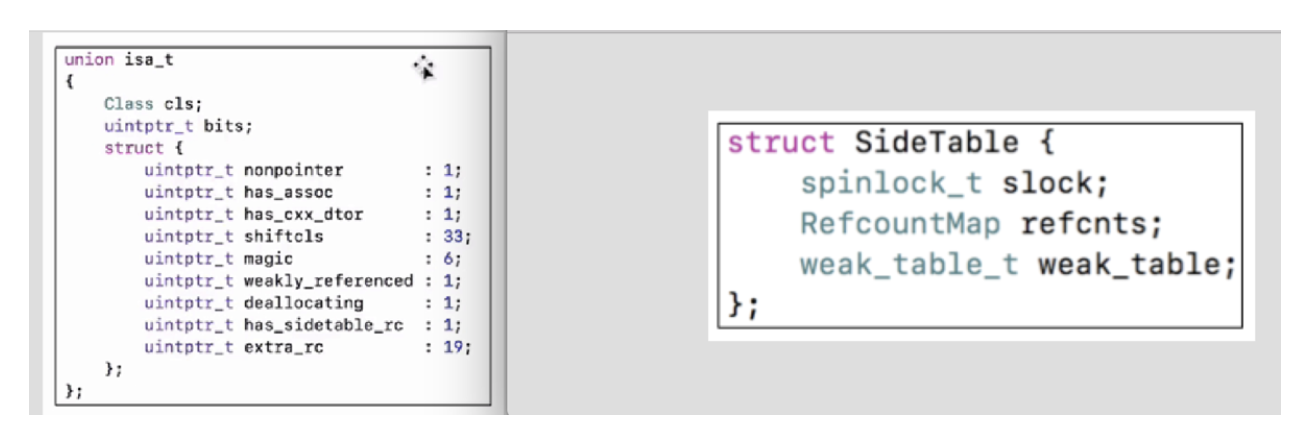 union isa_t
{
    Class cls;
    uintptr_t bits;
    struct {
        uintptr_t nonpointer        : 1;
        uintptr_t has_assoc         : 1;
        uintptr_t has_cxx_dtor      : 1;
        uintptr_t shiftcls          : 33;
        uintptr_t magic             : 6;
        uintptr_t weakly_referenced : 1;
        uintptr_t deallocating      : 1;
        uintptr_t has_sidetable_rc  : 1;
        uintptr_t extra_rc          : 19;
    };
};
struct SideTable {
    spinlock_t slock;
    RefcountMap refcnts;
    weak_table_t weak_table;
};